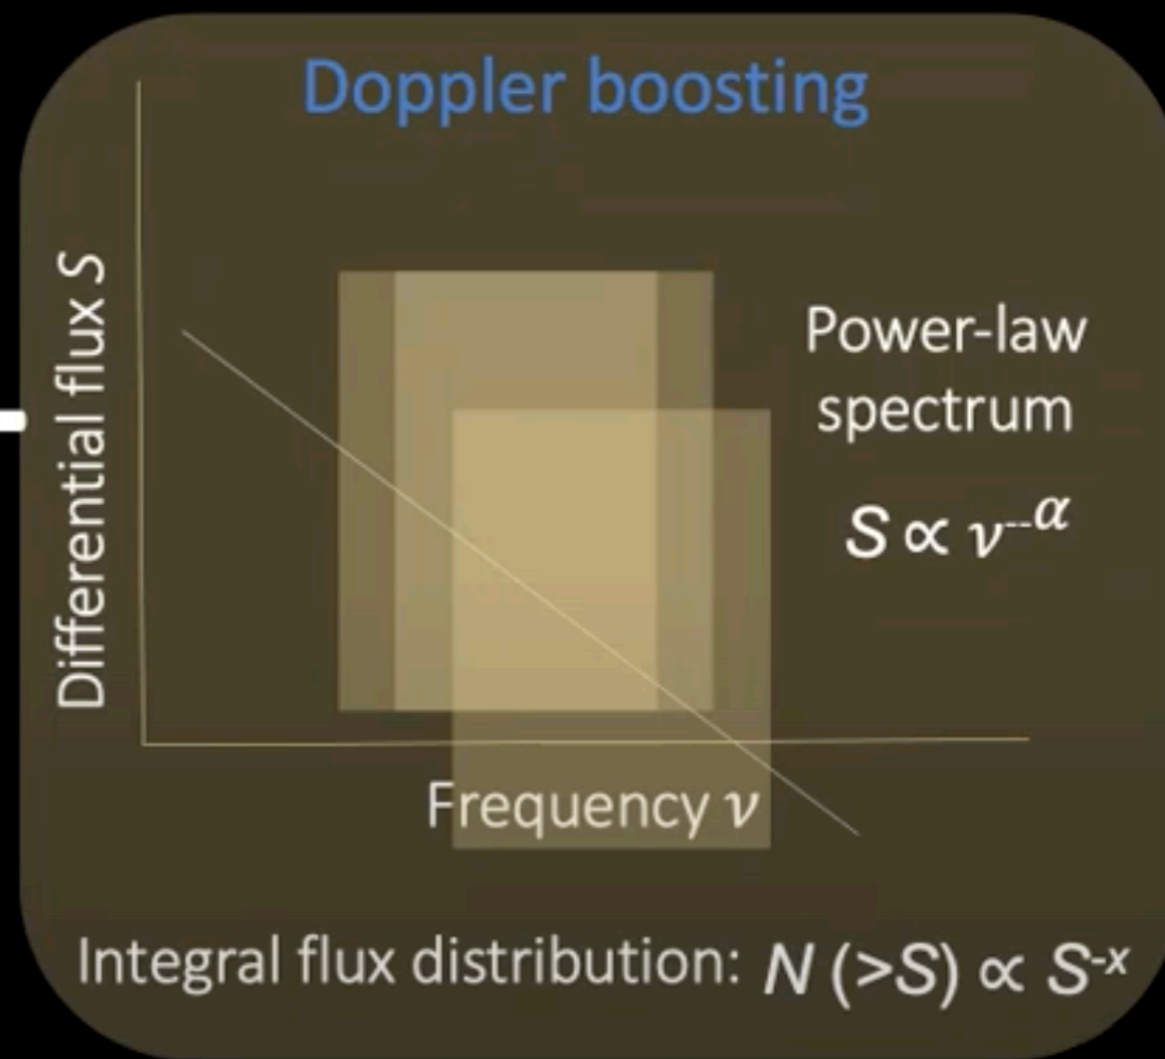 Doppler boosting
Differential flux S
Power-law
spectrum
S ∝ ν⁻⁻ᵅ
Frequency ν
Integral flux distribution: N (>S) ∝ S⁻ˣ